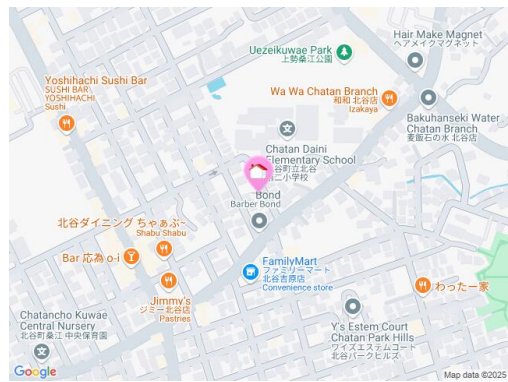 Hair Make Magnet
ヘアメイクマグネット
Uezeikuwae Park
上勢桑江公園
Yoshihachi Sushi Bar
SUSHI BAR
YOSHIHACHI
Sushi
Wa Wa Chatan Branch
和和 北谷店
Izakaya
Bakuhanseki Water
Chatan Branch
麦飯石の水 北谷店
Chatan Daini
Elementary School
谷町立北谷
二小学校
Bond
Barber Bond
北谷ダイニング ちゃぁぶ~
Shabu Shabu
Bar 応為 o-i
FamilyMart
ファミリーマート
北谷吉原店
Convenience store
わったー家
Jimmy's
ジミー北谷店
Pastries
Chatancho Kuwae
Central Nursery
北谷町桑江 中央保育園
Y's Estem Court
Chatan Park Hills
ワイズエステムコート
北谷パークヒルズ
Google
Map data ©2025